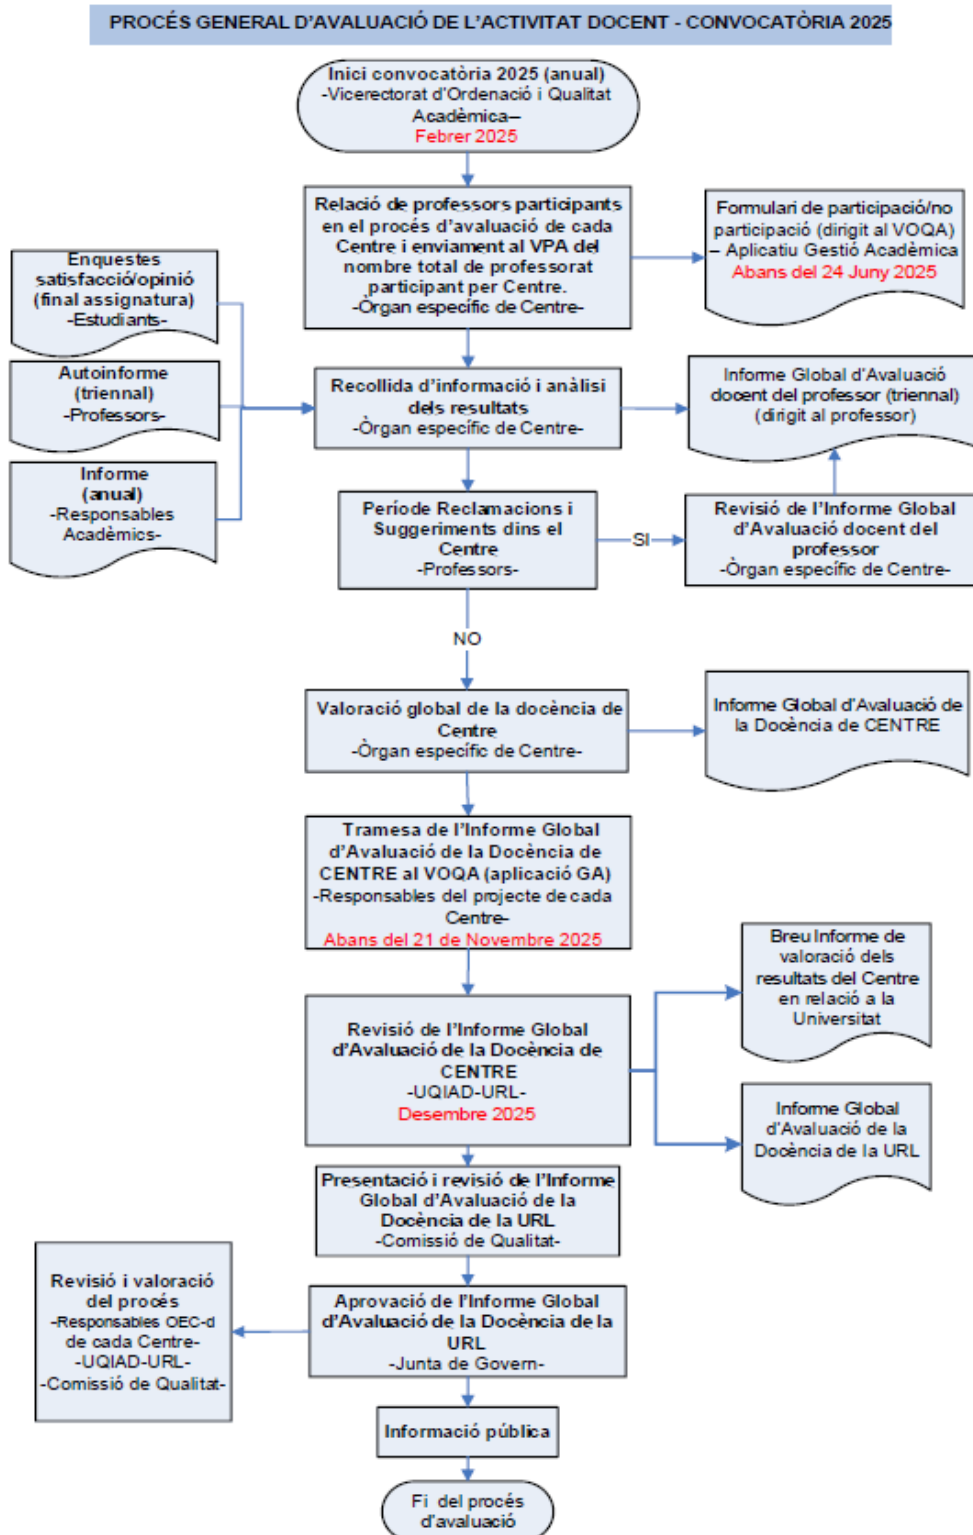 PROCÉS GENERAL D'AVALUACIÓ DE L'ACTIVITAT DOCENT - CONVOCATÒRIA 2025
Inici convocatòria 2025 (anual)
-Vicerectorat d'Ordenació i Qualitat
Acadèmica–
Febrer 2025
Relació de professors participants
en el procés d'avaluació de cada
Centre i enviament al VPA del
nombre total de professorat
participant per Centre.
-Òrgan específic de Centre-
Formulari de participació/no
participació (dirigit al VOQA)
– Aplicatiu Gestió Acadèmica
Abans del 24 Juny 2025
Enquestes
satisfacció/opinió
(final assignatura)
-Estudiants-
Autoinforme
(triennal)
-Professors-
Informe
(anual)
-Responsables
Acadèmics-
Recollida d'informació i anàlisi
dels resultats
-Òrgan específic de Centre-
Informe Global d'Avaluació
docent del professor (triennal)
(dirigit al professor)
Període Reclamacions i
Suggeriments dins el
Centre
-Professors-
SI
Revisió de l'Informe Global
d'Avaluació docent del
professor
-Òrgan específic de Centre-
NO
Valoració global de la docència de
Centre
-Òrgan específic de Centre-
Informe Global d'Avaluació de
la Docència de CENTRE
Tramesa de l'Informe Global
d'Avaluació de la Docència de
CENTRE al VOQA (aplicació GA)
-Responsables del projecte de cada
Centre-
Abans del 21 de Novembre 2025
Breu Informe de
valoració dels
resultats del Centre
en relació a la
Universitat
Revisió de l'Informe Global
d'Avaluació de la Docència de
CENTRE
-UQIAD-URL-
Desembre 2025
Informe Global
d'Avaluació de la
Docència de la URL
Presentació i revisió de l'Informe
Global d'Avaluació de la
Docència de la URL
-Comissió de Qualitat-
Revisió i valoració
del procés
-Responsables OEC-d
de cada Centre-
-UQIAD-URL-
-Comissió de Qualitat-
Aprovació de l'Informe Global
d'Avaluació de la Docència de la
URL
-Junta de Govern-
Informació pública
Fi del procés
d'avaluació